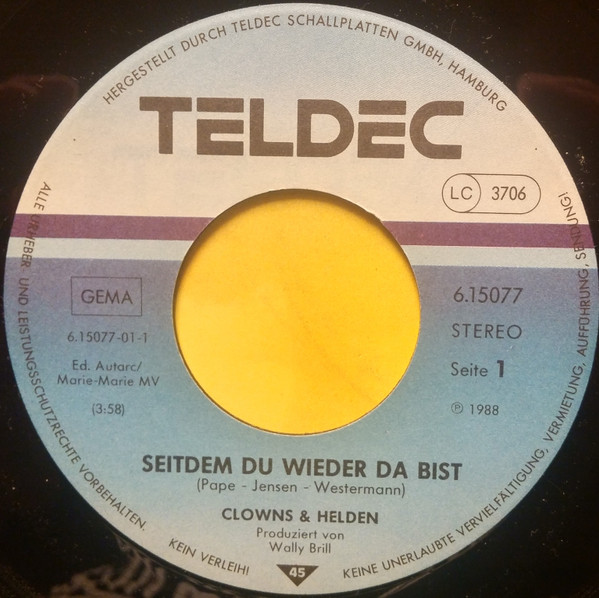 HERGESTELLT DURCH TELDEC SCHALLPLATTEN GMBH, HAMBURG
TELDEC
LC 3706
GEMA
6.15077-01-1
Ed. Autarc/
Marie-Marie MV
(3:58)
6.15077
STEREO
Seite 1
℗ 1988
SEITDEM DU WIEDER DA BIST
(Pape - Jensen - Westermann)
CLOWNS & HELDEN
Produziert von
Wally Brill
45
ALLE URHEBER- UND LEISTUNGSSCHUTZRECHTE VORBEHALTEN.
KEIN VERLEIH! KEINE UNERLAUBTE VERVIELFÄLTIGUNG, VERMIETUNG, AUFFÜHRUNG, SENDUNG!